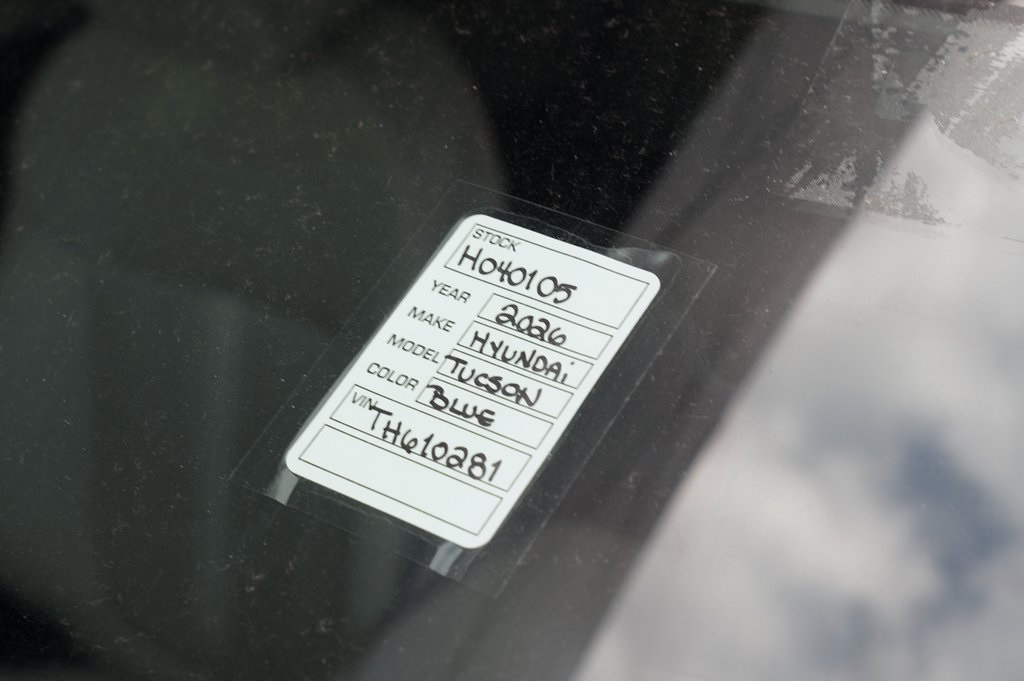 STOCK
H040105
YEAR 2026
MAKE HYUNDAi
MODEL TUCSON
COLOR BLUE
VIN TH610281